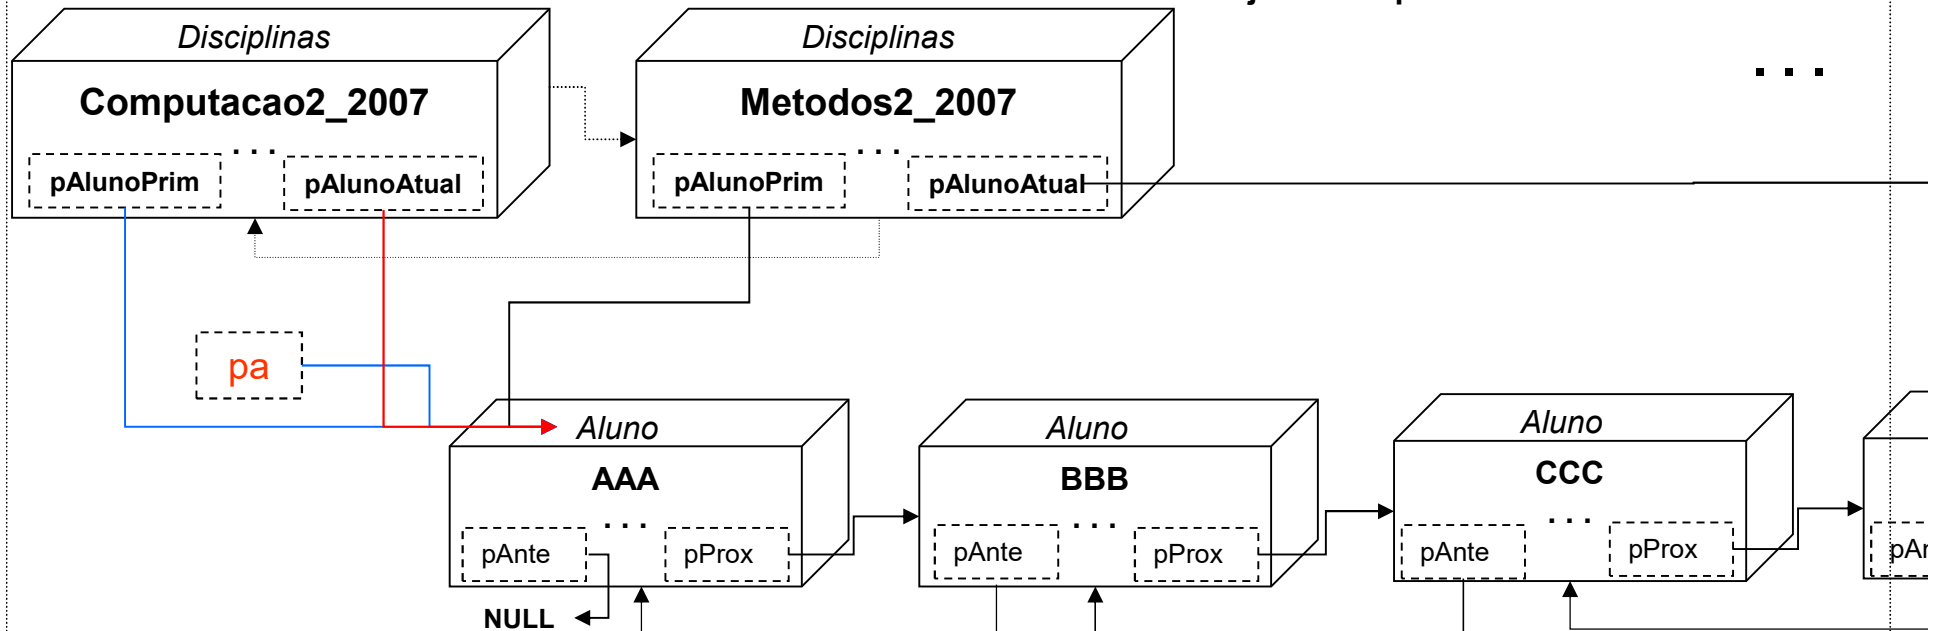 Disciplinas
Computacao2_2007
. . .
pAlunoPrim
pAlunoAtual
Disciplinas
Metodos2_2007
. . .
pAlunoPrim
pAlunoAtual
. . .
pa
Aluno
AAA
. . .
pAnte
pProx
NULL
Aluno
BBB
. . .
pAnte
pProx
Aluno
CCC
. . .
pAnte
pProx